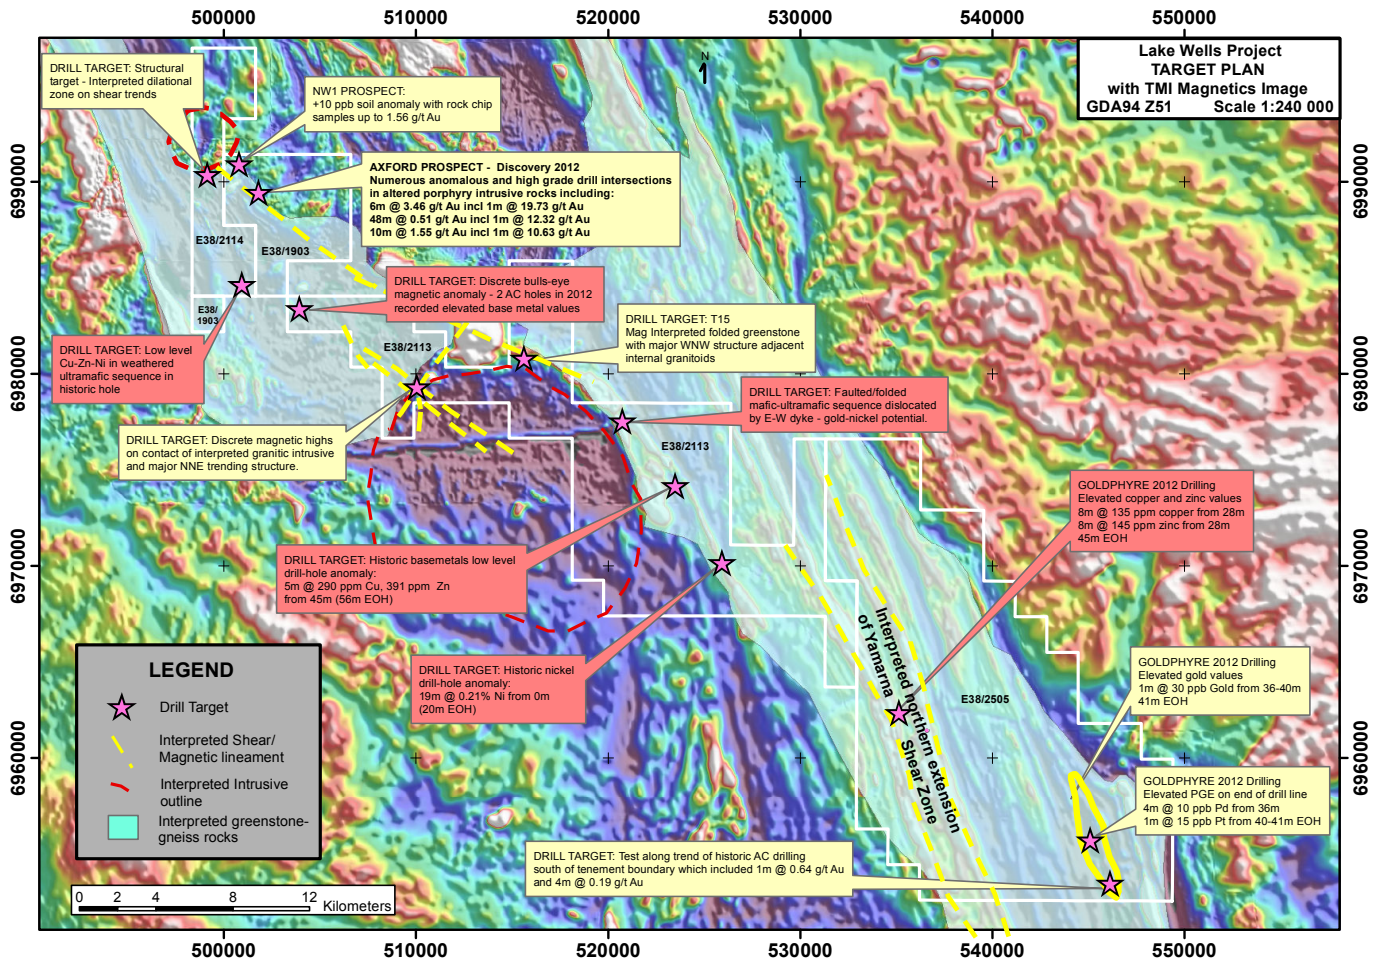 500000
510000
520000
530000
540000
550000
Lake Wells Project
TARGET PLAN
with TMI Magnetics Image
GDA94 Z51 Scale 1:240 000
N
DRILL TARGET: Structural
target - Interpreted dilational
zone on shear trends
NW1 PROSPECT:
+10 ppb soil anomaly with rock chip
samples up to 1.56 g/t Au
AXFORD PROSPECT - Discovery 2012
Numerous anomalous and high grade drill intersections
in altered porphyry intrusive rocks including:
6m @ 3.46 g/t Au incl 1m @ 19.73 g/t Au
48m @ 0.51 g/t Au incl 1m @ 12.32 g/t Au
10m @ 1.55 g/t Au incl 1m @ 10.63 g/t Au
6990000
6990000
E38/2114
E38/1903
DRILL TARGET: Discrete bulls-eye
magnetic anomaly - 2 AC holes in 2012
recorded elevated base metal values
E38/
1903
DRILL TARGET: T15
Mag Interpreted folded greenstone
with major WNW structure adjacent
internal granitoids
DRILL TARGET: Low level
Cu-Zn-Ni in weathered
ultramafic sequence in
historic hole
E38/2113
6980000
6980000
DRILL TARGET: Faulted/folded
mafic-ultramafic sequence dislocated
by E-W dyke - gold-nickel potential.
DRILL TARGET: Discrete magnetic highs
on contact of interpreted granitic intrusive
and major NNE trending structure.
E38/2113
GOLDPHYRE 2012 Drilling
Elevated copper and zinc values
8m @ 135 ppm copper from 28m
8m @ 145 ppm zinc from 28m
45m EOH
DRILL TARGET: Historic basemetals low level
drill-hole anomaly:
5m @ 290 ppm Cu, 391 ppm Zn
from 45m (56m EOH)
6970000
6970000
Interpreted northern extension
of Yamarna Shear Zone
DRILL TARGET: Historic nickel
drill-hole anomaly:
19m @ 0.21% Ni from 0m
(20m EOH)
E38/2505
GOLDPHYRE 2012 Drilling
Elevated gold values
1m @ 30 ppb Gold from 36-40m
41m EOH
LEGEND
Drill Target
Interpreted Shear/
Magnetic lineament
Interpreted Intrusive
outline
Interpreted greenstone-
gneiss rocks
6960000
6960000
GOLDPHYRE 2012 Drilling
Elevated PGE on end of drill line
4m @ 10 ppb Pd from 36m
1m @ 15 ppb Pt from 40-41m EOH
DRILL TARGET: Test along trend of historic AC drilling
south of tenement boundary which included 1m @ 0.64 g/t Au
and 4m @ 0.19 g/t Au
0 2 4 8 12 Kilometers
500000
510000
520000
530000
540000
550000